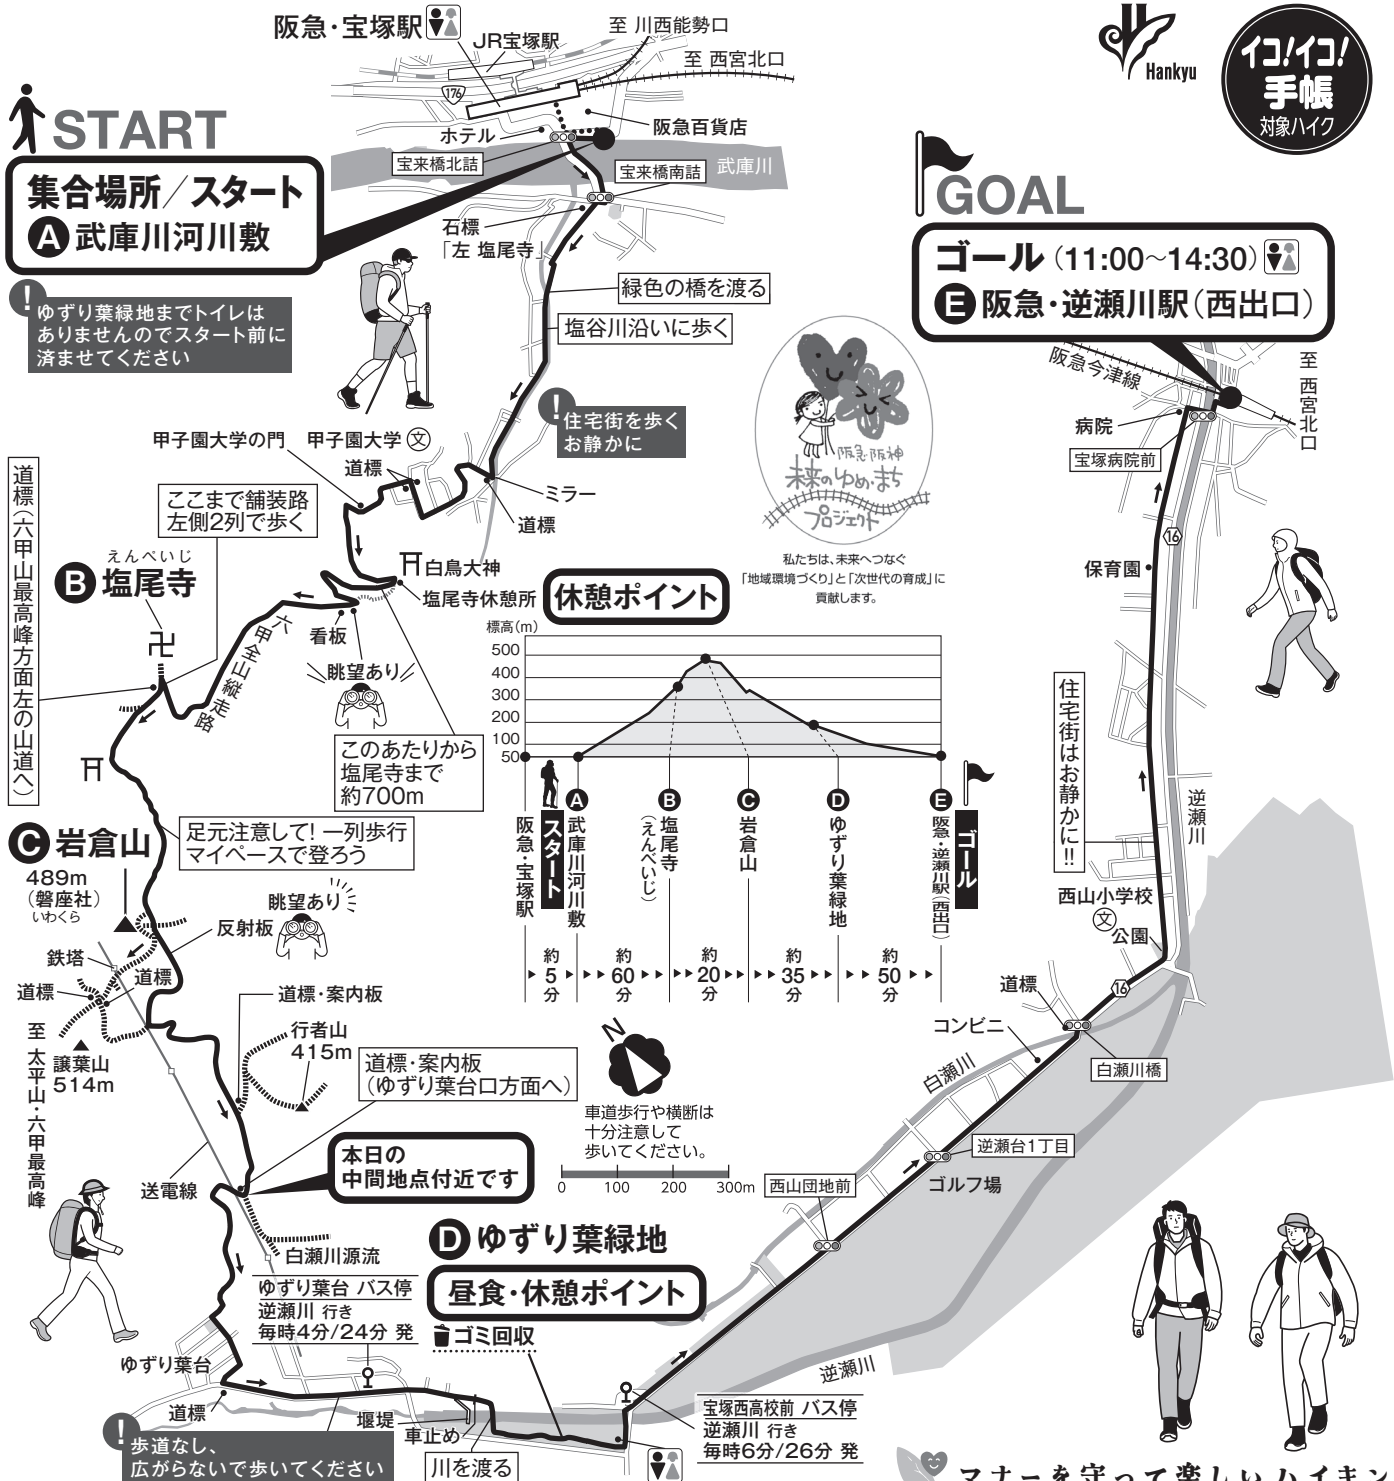 阪急・宝塚駅
JR宝塚駅
至 川西能勢口
至 西宮北口
176
Hankyu
イコ!イコ!
手帳
対象ハイク
START
集合場所/スタート
A 武庫川河川敷
ホテル
阪急百貨店
宝来橋北詰
宝来橋南詰
武庫川
石標
「左 塩尾寺」
GOAL
ゴール(11:00〜14:30)
E 阪急・逆瀬川駅(西出口)
!
ゆずり葉緑地までトイレは
ありませんのでスタート前に
済ませてください
緑色の橋を渡る
塩谷川沿いに歩く
!
住宅街を歩く
お静かに
阪急阪神
未来のゆめ・まち
プロジェクト
私たちは、未来へつなぐ
「地域環境づくり」と「次世代の育成」に
貢献します。
阪急今津線
至 西宮北口
病院
宝塚病院前
16
保育園
甲子園大学の門
甲子園大学 文
道標
ミラー
道標
道標(六甲山最高峰方面左の山道へ)
ここまで舗装路
左側2列で歩く
えんぺいじ
B 塩尾寺
白鳥大神
塩尾寺休憩所
看板
眺望あり
六甲全山縦走路
このあたりから
塩尾寺まで
約700m
休憩ポイント
標高(m)
500
400
300
200
100
50
阪急・宝塚駅
スタート
A 武庫川河川敷
B 塩尾寺
(えんぺいじ)
C 岩倉山
D ゆずり葉緑地
E 阪急・逆瀬川駅(西出口)
ゴール
約5分
約60分
約20分
約35分
約50分
住宅街はお静かに!!
逆瀬川
西山小学校
文
公園
16
道標
コンビニ
白瀬川
白瀬川橋
逆瀬台1丁目
ゴルフ場
西山団地前
逆瀬川
足元注意して! 一列歩行
マイペースで登ろう
C 岩倉山
489m
(磐座社)
いわくら
眺望あり
反射板
鉄塔
道標
道標
至 太平山・六甲最高峰
譲葉山
514m
道標・案内板
行者山
415m
道標・案内板
(ゆずり葉台口方面へ)
N
車道歩行や横断は
十分注意して
歩いてください。
0 100 200 300m
本日の
中間地点付近です
送電線
白瀬川源流
D ゆずり葉緑地
昼食・休憩ポイント
ゴミ回収
ゆずり葉台 バス停
逆瀬川 行き
毎時4分/24分 発
ゆずり葉台
道標
堰堤
車止め
川を渡る
!
歩道なし、
広がらないで歩いてください
宝塚西高校前 バス停
逆瀬川 行き
毎時6分/26分 発
マナーを守って楽しいハイキン